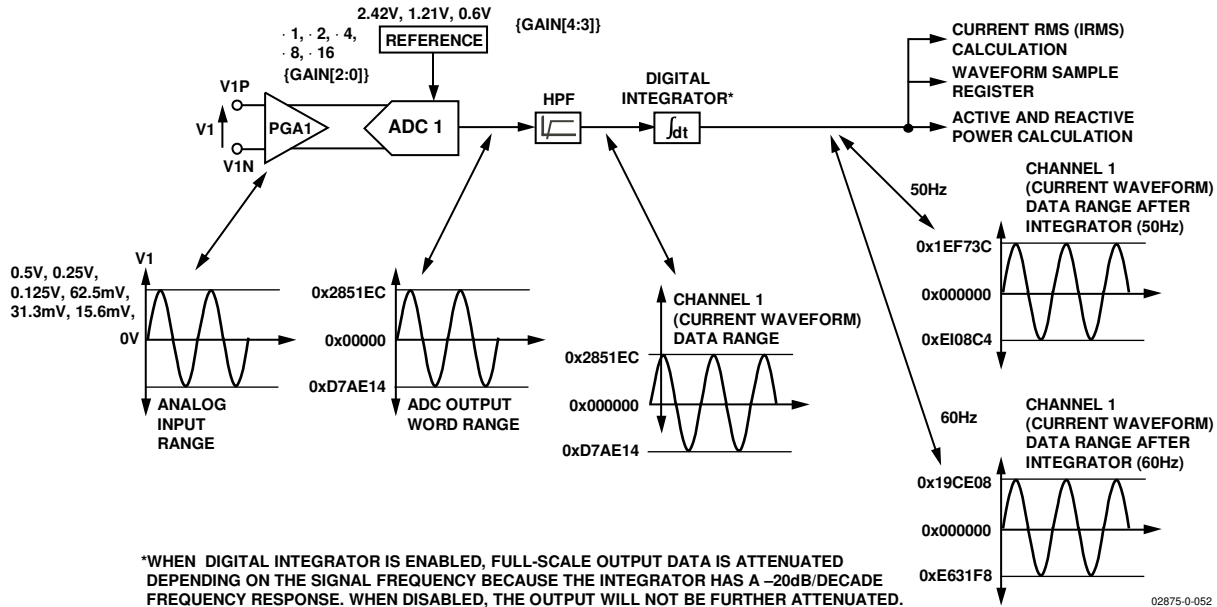 2.42V, 1.21V, 0.6V
{GAIN[4:3]}
· 1, · 2, · 4,
· 8, · 16
{GAIN[2:0]}
REFERENCE
V1P
V1
V1N
PGA1
ADC 1
HPF
DIGITAL
INTEGRATOR*
∫dt
CURRENT RMS (IRMS)
CALCULATION
WAVEFORM SAMPLE
REGISTER
ACTIVE AND REACTIVE
POWER CALCULATION
V1
0.5V, 0.25V,
0.125V, 62.5mV,
31.3mV, 15.6mV,
0V
ANALOG
INPUT
RANGE
0x2851EC
0x00000
0xD7AE14
ADC OUTPUT
WORD RANGE
CHANNEL 1
(CURRENT WAVEFORM)
DATA RANGE
0x2851EC
0x000000
0xD7AE14
50Hz
CHANNEL 1
(CURRENT WAVEFORM)
DATA RANGE AFTER
INTEGRATOR (50Hz)
0x1EF73C
0x000000
0xEI08C4
60Hz
CHANNEL 1
(CURRENT WAVEFORM)
DATA RANGE AFTER
INTEGRATOR (60Hz)
0x19CE08
0x000000
0xE631F8
*WHEN DIGITAL INTEGRATOR IS ENABLED, FULL-SCALE OUTPUT DATA IS ATTENUATED
DEPENDING ON THE SIGNAL FREQUENCY BECAUSE THE INTEGRATOR HAS A –20dB/DECADE
FREQUENCY RESPONSE. WHEN DISABLED, THE OUTPUT WILL NOT BE FURTHER ATTENUATED.
02875-0-052